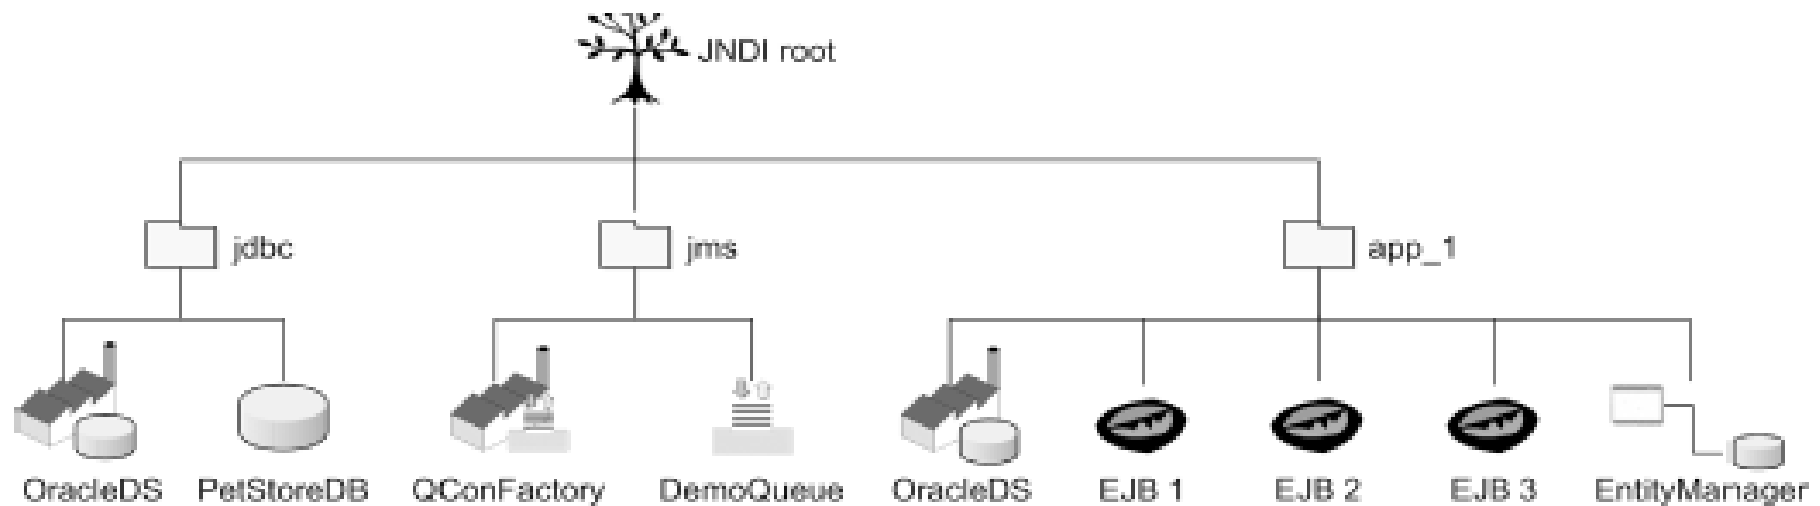 JNDI root
jdbc
jms
app_1
OracleDS
PetStoreDB
QConFactory
DemoQueue
OracleDS
EJB 1
EJB 2
EJB 3
EntityManager